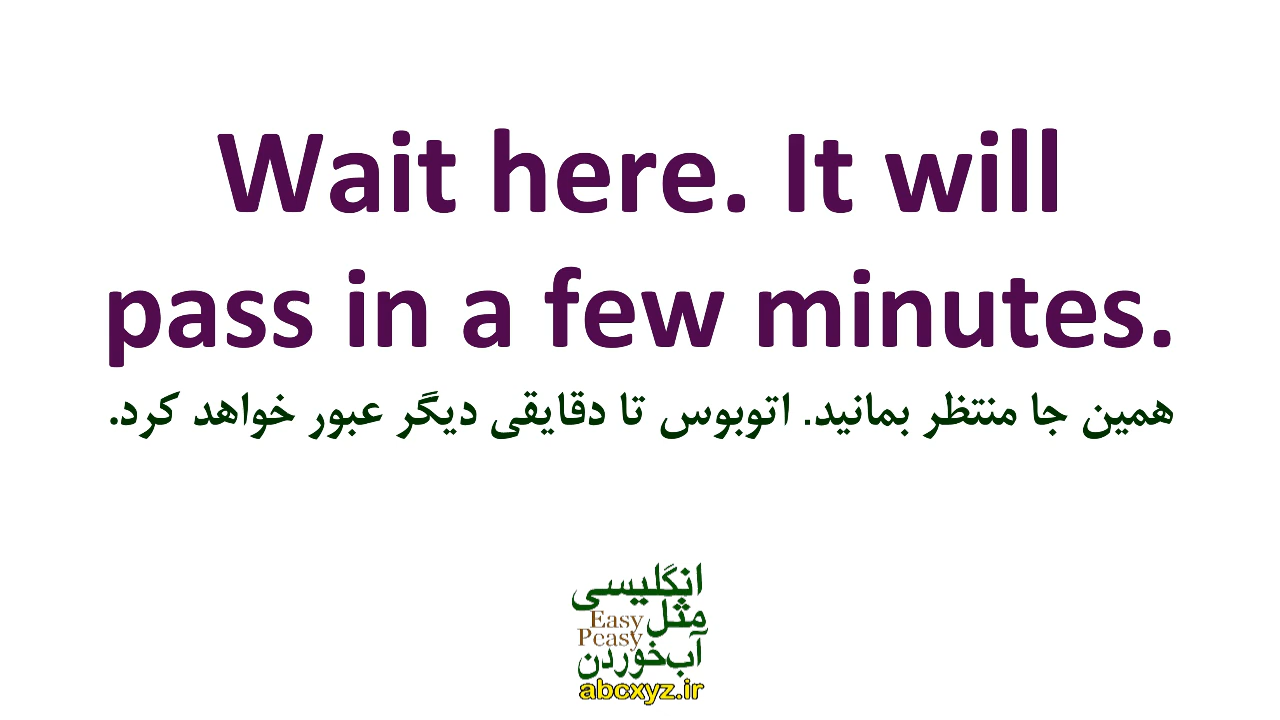 Wait here. It will
pass in a few minutes.
همین جا منتظر بمانید. اتوبوس تا دقایقی دیگر عبور خواهد کرد.
انگلیسی
مثل
Easy
Peasy
آب‌خوردن
abcxyz.ir